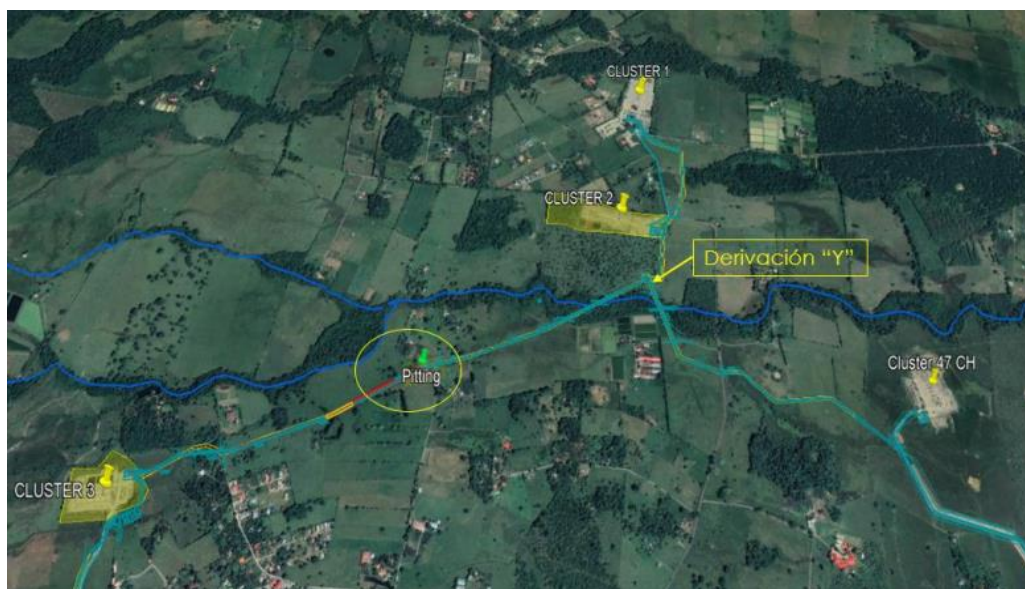 CLUSTER 1
CLUSTER 2
Derivación “Y”
Cluster 47 CH
Pitting
CLUSTER 3